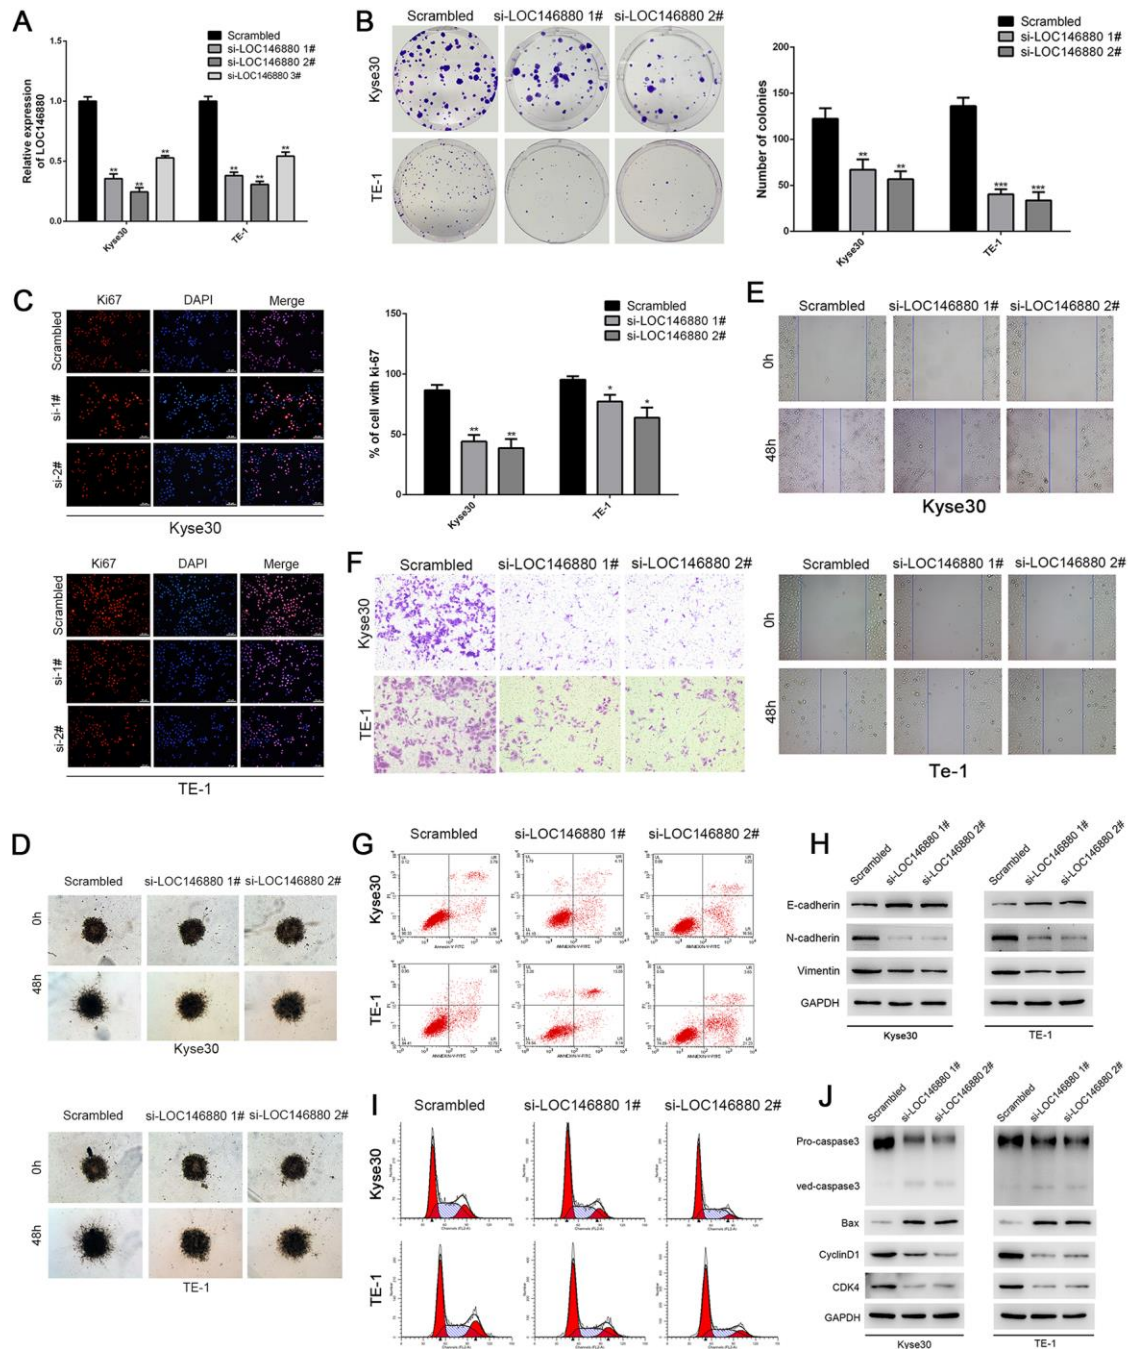 A
Scrambled
si-LOC146880 1#
si-LOC146880 2#
si-LOC146880 3#
Relative expression
of LOC146880
1.5
1.0
0.5
0.0
**
**
**
**
**
**
Kyse30
TE-1
B
Scrambled
si-LOC146880 1#
si-LOC146880 2#
Kyse30
TE-1
Scrambled
si-LOC146880 1#
si-LOC146880 2#
Number of colonies
200
150
100
50
0
**
**
***
***
Kyse30
TE-1
C
Ki67
DAPI
Merge
Scrambled
si-1#
si-2#
Kyse30
Ki67
DAPI
Merge
Scrambled
si-1#
si-2#
TE-1
Scrambled
si-LOC146880 1#
si-LOC146880 2#
% of cell with ki-67
150
100
50
0
**
**
*
*
Kyse30
TE-1
E
Scrambled
si-LOC146880 1#
si-LOC146880 2#
0h
48h
Kyse30
Scrambled
si-LOC146880 1#
si-LOC146880 2#
0h
48h
Te-1
F
Scrambled
si-LOC146880 1#
si-LOC146880 2#
Kyse30
TE-1
D
Scrambled
si-LOC146880 1#
si-LOC146880 2#
0h
48h
Kyse30
Scrambled
si-LOC146880 1#
si-LOC146880 2#
0h
48h
TE-1
G
Scrambled
si-LOC146880 1#
si-LOC146880 2#
Kyse30
TE-1
H
Scrambled
si-LOC146880 1#
si-LOC146880 2#
Scrambled
si-LOC146880 1#
si-LOC146880 2#
E-cadherin
N-cadherin
Vimentin
GAPDH
Kyse30
TE-1
I
Scrambled
si-LOC146880 1#
si-LOC146880 2#
Kyse30
TE-1
J
Scrambled
si-LOC146880 1#
si-LOC146880 2#
Scrambled
si-LOC146880 1#
si-LOC146880 2#
Pro-caspase3
ved-caspase3
Bax
CyclinD1
CDK4
GAPDH
Kyse30
TE-1